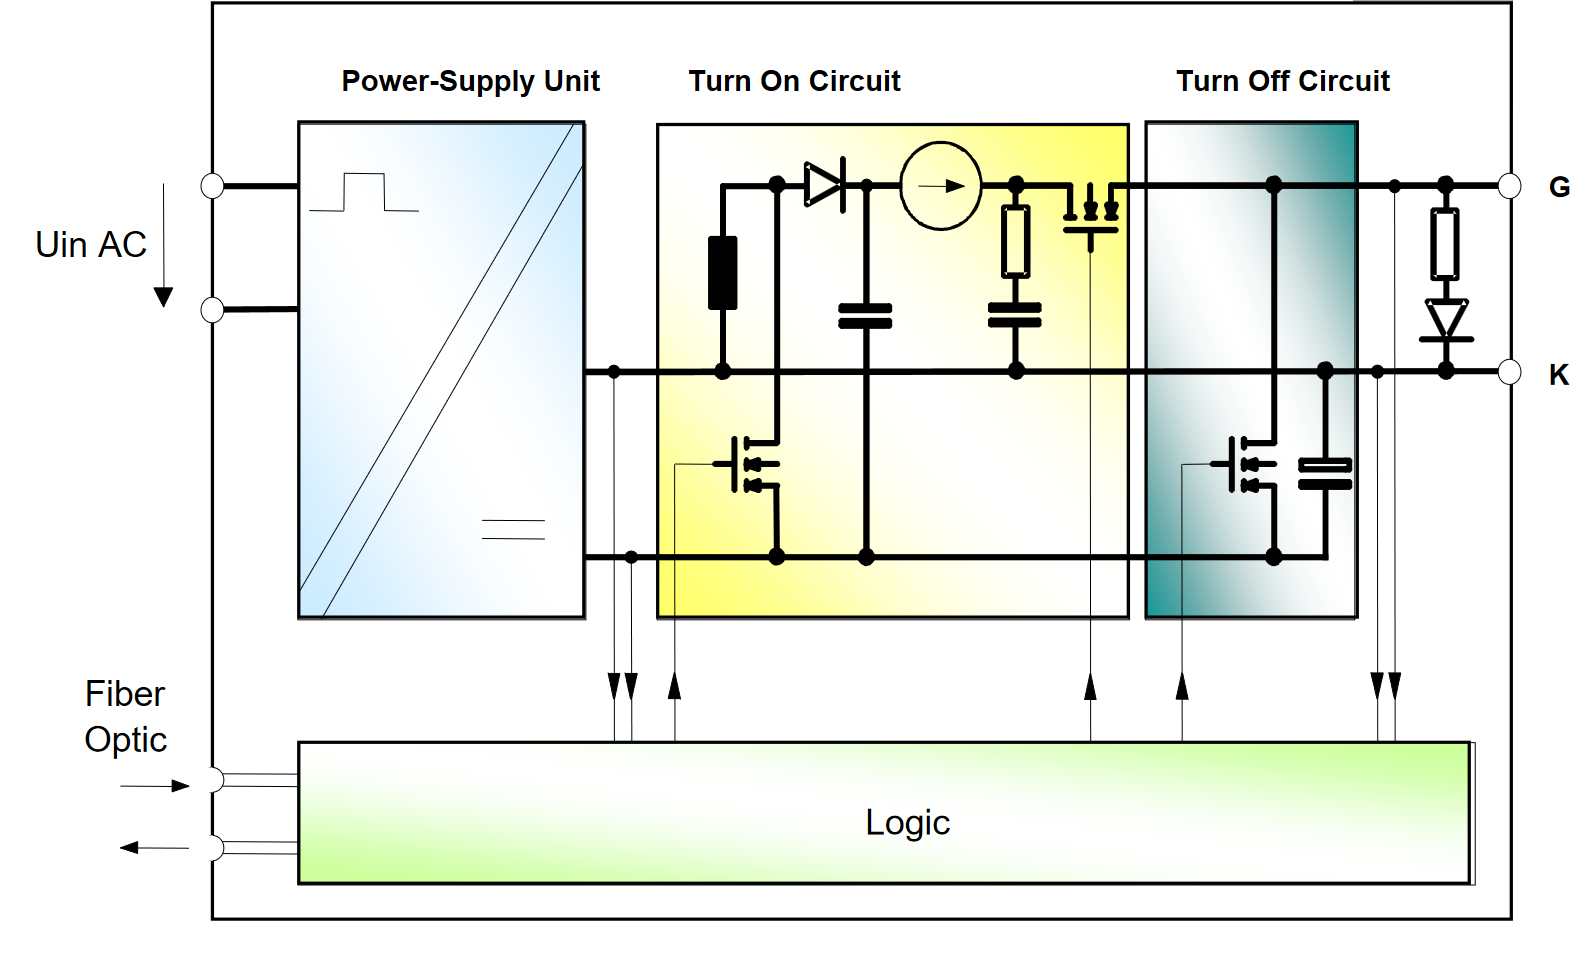 Power-Supply Unit
Turn On Circuit
Turn Off Circuit
Uin AC
G
K
Fiber
Optic
Logic